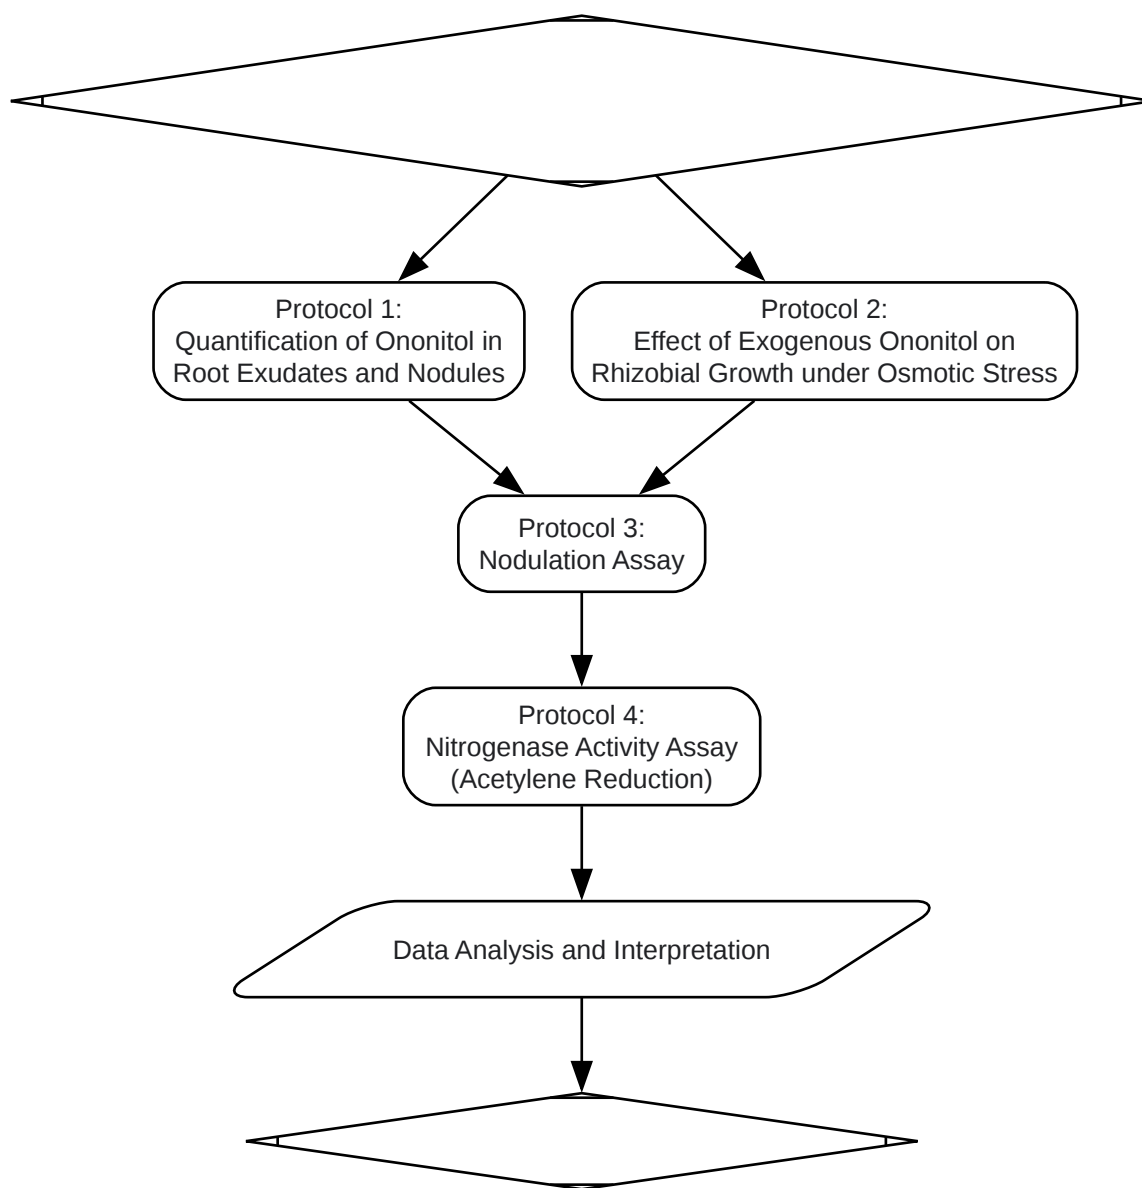 Protocol 1:
Quantification of Ononitol in
Root Exudates and Nodules
Protocol 2:
Effect of Exogenous Ononitol on
Rhizobial Growth under Osmotic Stress
Protocol 3:
Nodulation Assay
Protocol 4:
Nitrogenase Activity Assay
(Acetylene Reduction)
Data Analysis and Interpretation